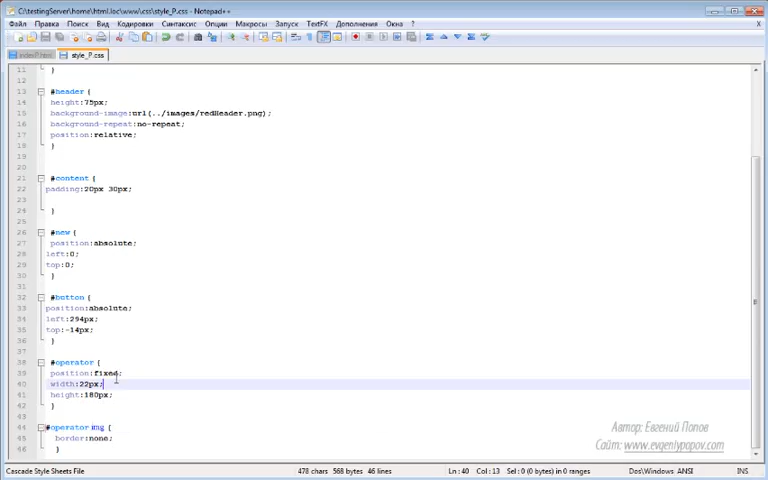 C:\testingServer\home\html.loc\www\css\style_P.css - Notepad++
Файл Правка Поиск Вид Кодировки Синтаксис Опции Макросы Запуск TextFX Дополнения Окна ? X
indexP.html style_P.css
11 }
12
13 #header {
14 height:75px;
15 background-image:url(../images/redHeader.png);
16 background-repeat:no-repeat;
17 position:relative;
18 }
19
20
21 #content {
22 padding:20px 30px;
23
24 }
25
26 #new {
27 position:absolute;
28 left:0;
29 top:0;
30 }
31
32 #button {
33 position:absolute;
34 left:294px;
35 top:-14px;
36 }
37
38 #operator {
39 position:fixed;
40 width:22px;
41 height:180px;
42 }
43
44 #operator img {
45 border:none;
46 }
Автор: Евгений Попов
Сайт: www.evgeniypopov.com
Cascade Style Sheets File 478 chars 568 bytes 46 lines Ln:40 Col:13 Sel:0 (0 bytes) in 0 ranges Dos\Windows ANSI INS